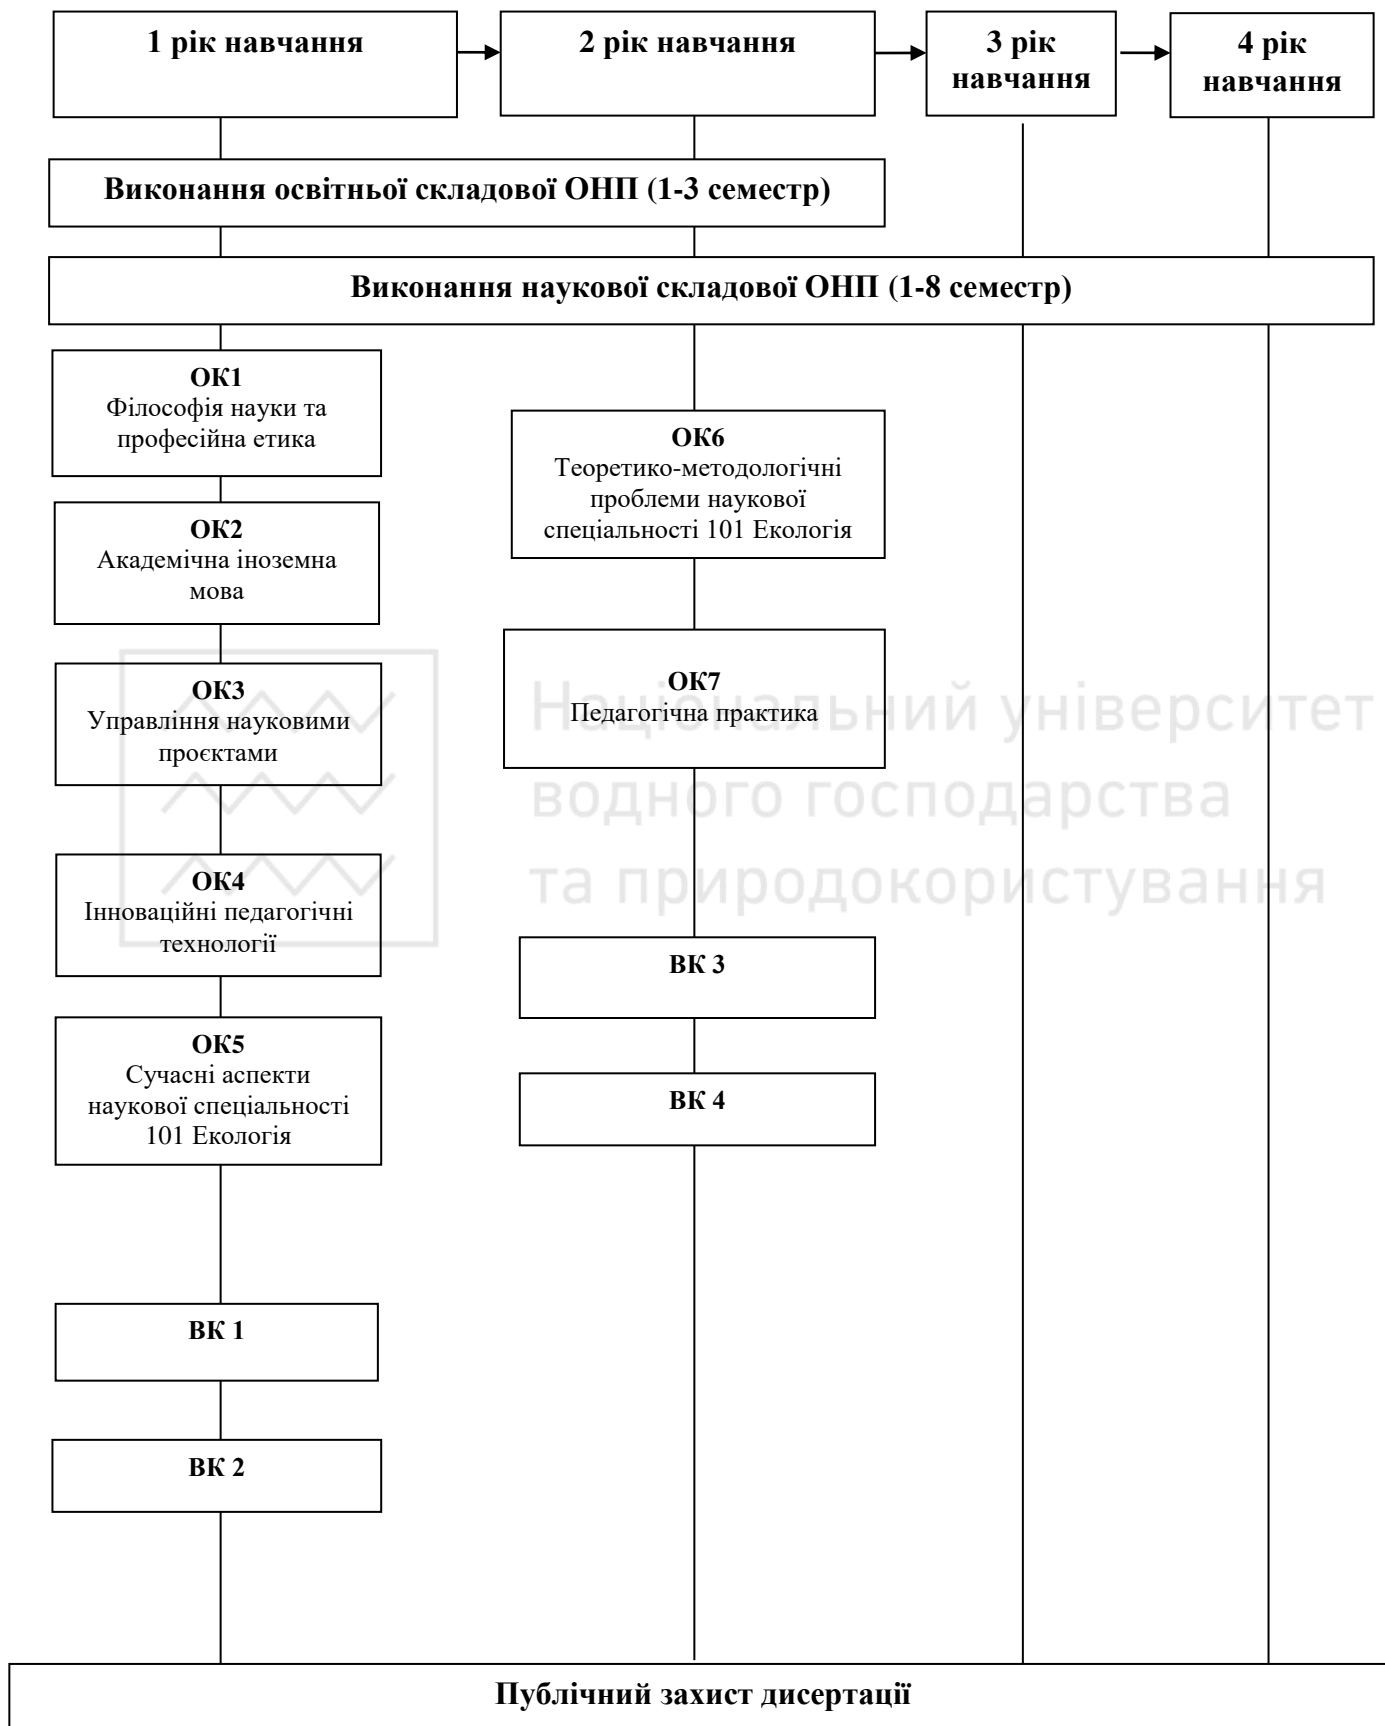 1 рік навчання
2 рік навчання
3 рік
навчання
4 рік
навчання
Виконання освітньої складової ОНП (1-3 семестр)
Виконання наукової складової ОНП (1-8 семестр)
ОК1
Філософія науки та
професійна етика
ОК2
Академічна іноземна
мова
ОК3
Управління науковими
проєктами
ОК4
Інноваційні педагогічні
технології
ОК5
Сучасні аспекти
наукової спеціальності
101 Екологія
ВК 1
ВК 2
ОК6
Теоретико-методологічні
проблеми наукової
спеціальності 101 Екологія
ОК7
Педагогічна практика
ВК 3
ВК 4
Національний університет
водного господарства
та природокористування
Публічний захист дисертації